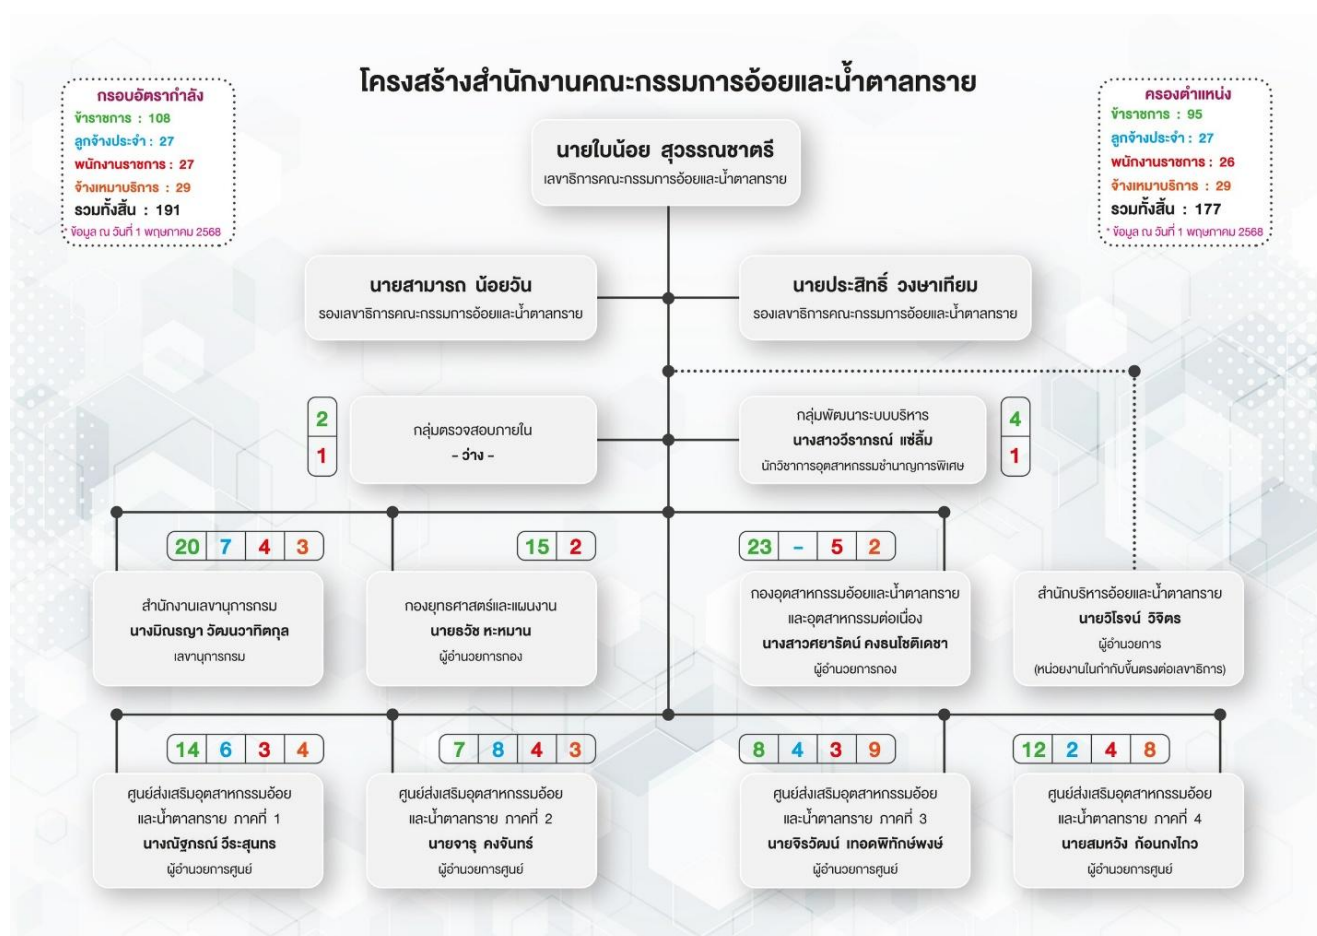 โครงสร้างสำนักงานคณะกรรมการอ้อยและน้ำตาลทราย
กรอบอัตรากำลัง
ข้าราชการ : 108
ลูกจ้างประจำ : 27
พนักงานราชการ : 27
จ้างเหมาบริการ : 29
รวมทั้งสิ้น : 191
* ข้อมูล ณ วันที่ 1 พฤษภาคม 2568
ครองตำแหน่ง
ข้าราชการ : 95
ลูกจ้างประจำ : 27
พนักงานราชการ : 26
จ้างเหมาบริการ : 29
รวมทั้งสิ้น : 177
* ข้อมูล ณ วันที่ 1 พฤษภาคม 2568
นายใบน้อย สุวรรณชาตรี
เลขาธิการคณะกรรมการอ้อยและน้ำตาลทราย
นายสามารถ น้อยวัน
รองเลขาธิการคณะกรรมการอ้อยและน้ำตาลทราย
นายประสิทธิ์ วงษาเทียม
รองเลขาธิการคณะกรรมการอ้อยและน้ำตาลทราย
2
1
กลุ่มตรวจสอบภายใน
- ว่าง -
กลุ่มพัฒนาระบบบริหาร
นางสาววีราภรณ์ แซ่ลิ้ม
นักวิชาการอุตสาหกรรมชำนาญการพิเศษ
4
1
20 7 4 3
สำนักงานเลขานุการกรม
นางมิณรญา วัฒนวาทิตกุล
เลขานุการกรม
15 2
กองยุทธศาสตร์และแผนงาน
นายธวัช หะหมาน
ผู้อำนวยการกอง
23 - 5 2
กองอุตสาหกรรมอ้อยและน้ำตาลทราย
และอุตสาหกรรมต่อเนื่อง
นางสาวศยารัตน์ คงธนโชติเดชา
ผู้อำนวยการกอง
สำนักบริหารอ้อยและน้ำตาลทราย
นายวิโรจน์ วิจิตร
ผู้อำนวยการ
(หน่วยงานในกำกับขึ้นตรงต่อเลขาธิการ)
14 6 3 4
ศูนย์ส่งเสริมอุตสาหกรรมอ้อย
และน้ำตาลทราย ภาคที่ 1
นางณัฐภรณ์ วีระสุนทร
ผู้อำนวยการศูนย์
7 8 4 3
ศูนย์ส่งเสริมอุตสาหกรรมอ้อย
และน้ำตาลทราย ภาคที่ 2
นายจารุ คงจันทร์
ผู้อำนวยการศูนย์
8 4 3 9
ศูนย์ส่งเสริมอุตสาหกรรมอ้อย
และน้ำตาลทราย ภาคที่ 3
นายจิรวัฒน์ เทอดพิทักษ์พงษ์
ผู้อำนวยการศูนย์
12 2 4 8
ศูนย์ส่งเสริมอุตสาหกรรมอ้อย
และน้ำตาลทราย ภาคที่ 4
นายสมหวัง ก้อนกงไกว
ผู้อำนวยการศูนย์